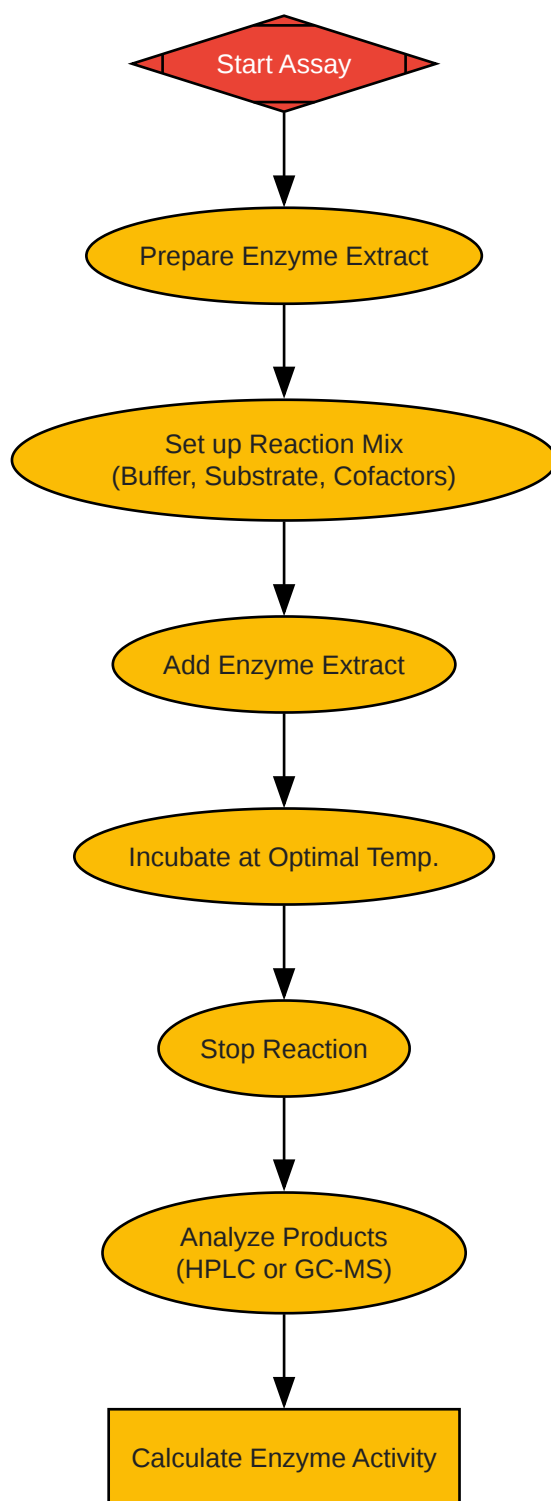 Start Assay
Prepare Enzyme Extract
Set up Reaction Mix
(Buffer, Substrate, Cofactors)
Add Enzyme Extract
Incubate at Optimal Temp.
Stop Reaction
Analyze Products
(HPLC or GC-MS)
Calculate Enzyme Activity